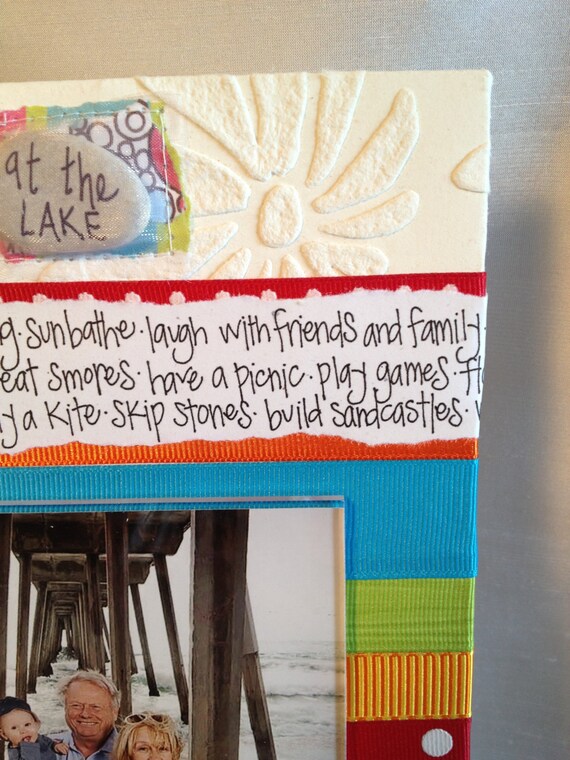 at the
LAKE
sunbathe · laugh with friends and family ·
eat smores · have a picnic · play games ·
a kite · skip stones · build sandcastles ·